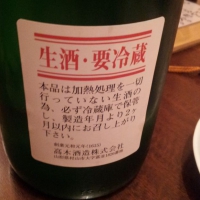 生酒・要冷蔵
本品は加熱処理を一切
行っていない生酒の
為、必ず冷蔵庫で保管
し、製造年月より2ヶ
月以内にお召し上がり
下さい。
高木酒造株式会社